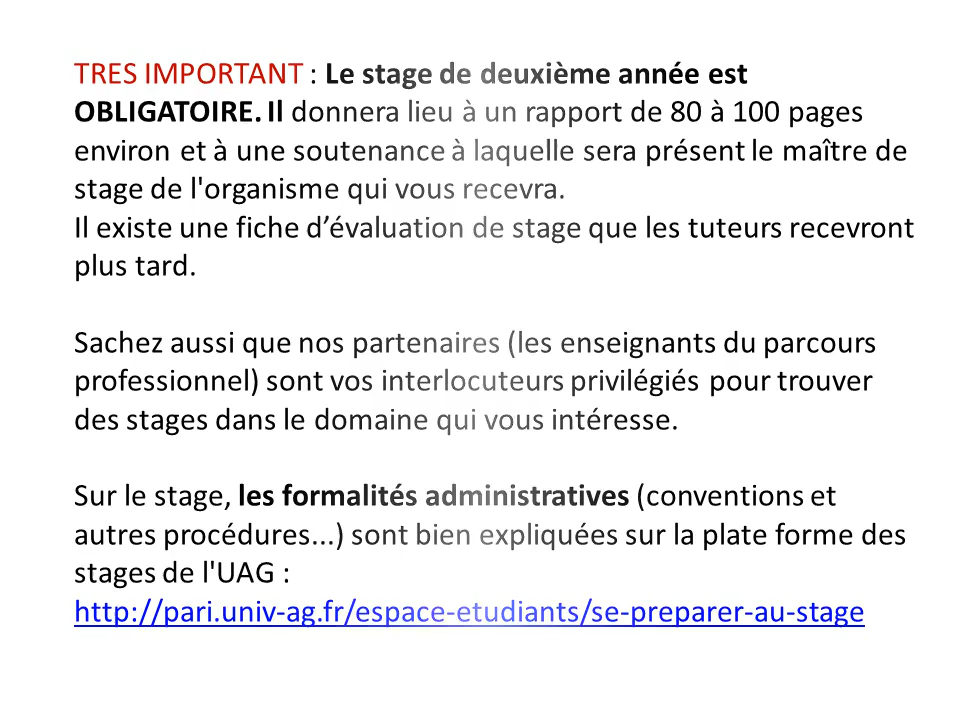 TRES IMPORTANT : Le stage de deuxième année est
OBLIGATOIRE. Il donnera lieu à un rapport de 80 à 100 pages
environ et à une soutenance à laquelle sera présent le maître de
stage de l'organisme qui vous recevra.
Il existe une fiche d’évaluation de stage que les tuteurs recevront
plus tard.
Sachez aussi que nos partenaires (les enseignants du parcours
professionnel) sont vos interlocuteurs privilégiés pour trouver
des stages dans le domaine qui vous intéresse.
Sur le stage, les formalités administratives (conventions et
autres procédures...) sont bien expliquées sur la plate forme des
stages de l'UAG :
http://pari.univ-ag.fr/espace-etudiants/se-preparer-au-stage